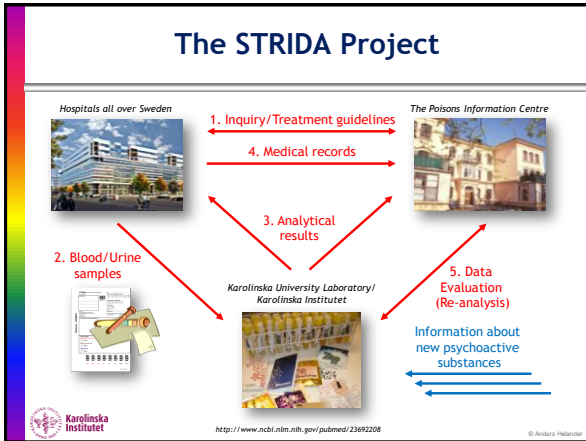 The STRIDA Project
Hospitals all over Sweden
The Poisons Information Centre
1. Inquiry/Treatment guidelines
4. Medical records
3. Analytical
results
2. Blood/Urine
samples
Karolinska University Laboratory/
Karolinska Institutet
5. Data
Evaluation
(Re-analysis)
Information about
new psychoactive
substances
Karolinska
Institutet
http://www.ncbi.nlm.nih.gov/pubmed/23692208
© Anders Helander